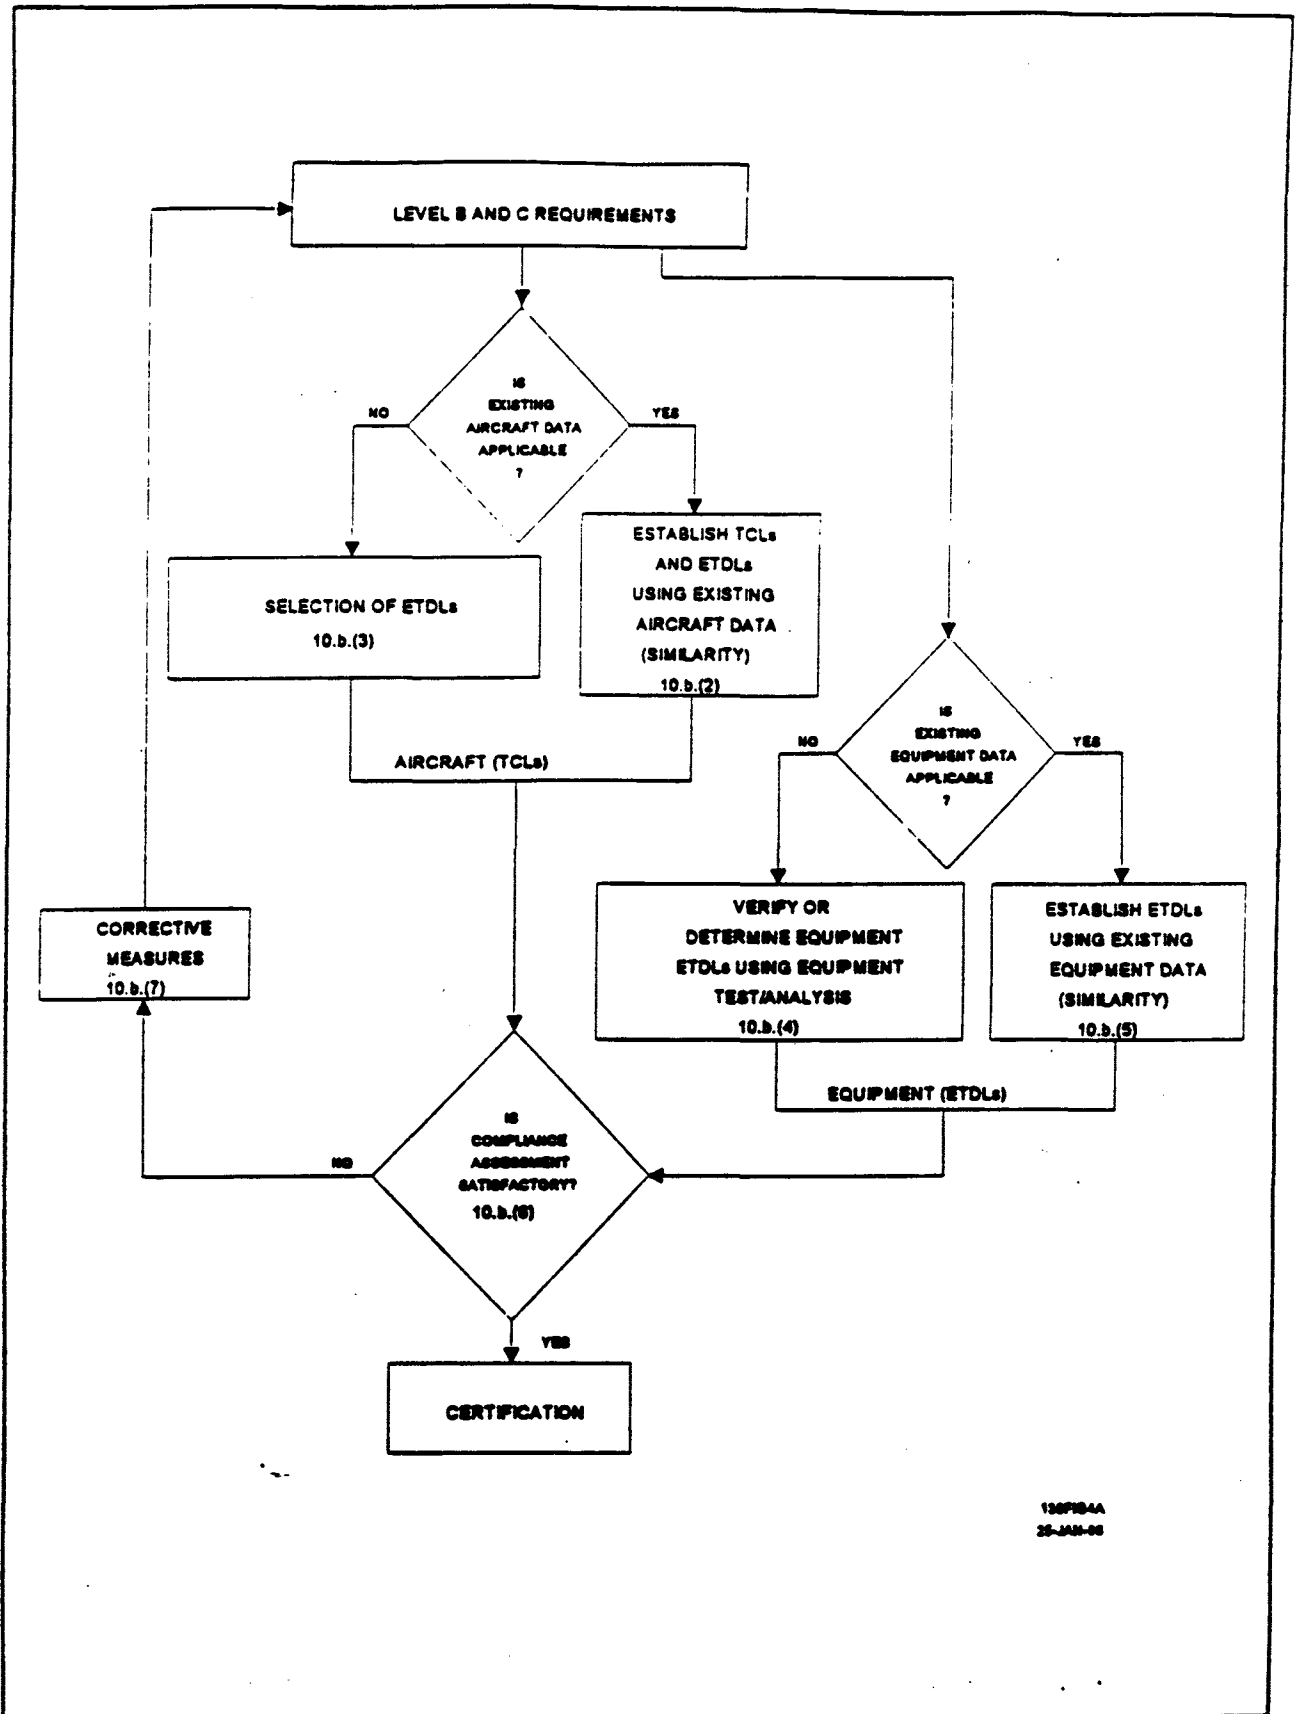 LEVEL B AND C REQUIREMENTS
IS
EXISTING
AIRCRAFT DATA
APPLICABLE
?
NO
YES
SELECTION OF ETDLs
10.b.(3)
ESTABLISH TCLs
AND ETDLs
USING EXISTING
AIRCRAFT DATA
(SIMILARITY)
10.b.(2)
AIRCRAFT (TCLs)
IS
EXISTING
EQUIPMENT DATA
APPLICABLE
?
NO
YES
VERIFY OR
DETERMINE EQUIPMENT
ETDLs USING EQUIPMENT
TEST/ANALYSIS
10.b.(4)
ESTABLISH ETDLs
USING EXISTING
EQUIPMENT DATA
(SIMILARITY)
10.b.(5)
EQUIPMENT (ETDLs)
CORRECTIVE
MEASURES
10.b.(7)
IS
COMPLIANCE
ASSESSMENT
SATISFACTORY?
10.b.(6)
NO
YES
CERTIFICATION